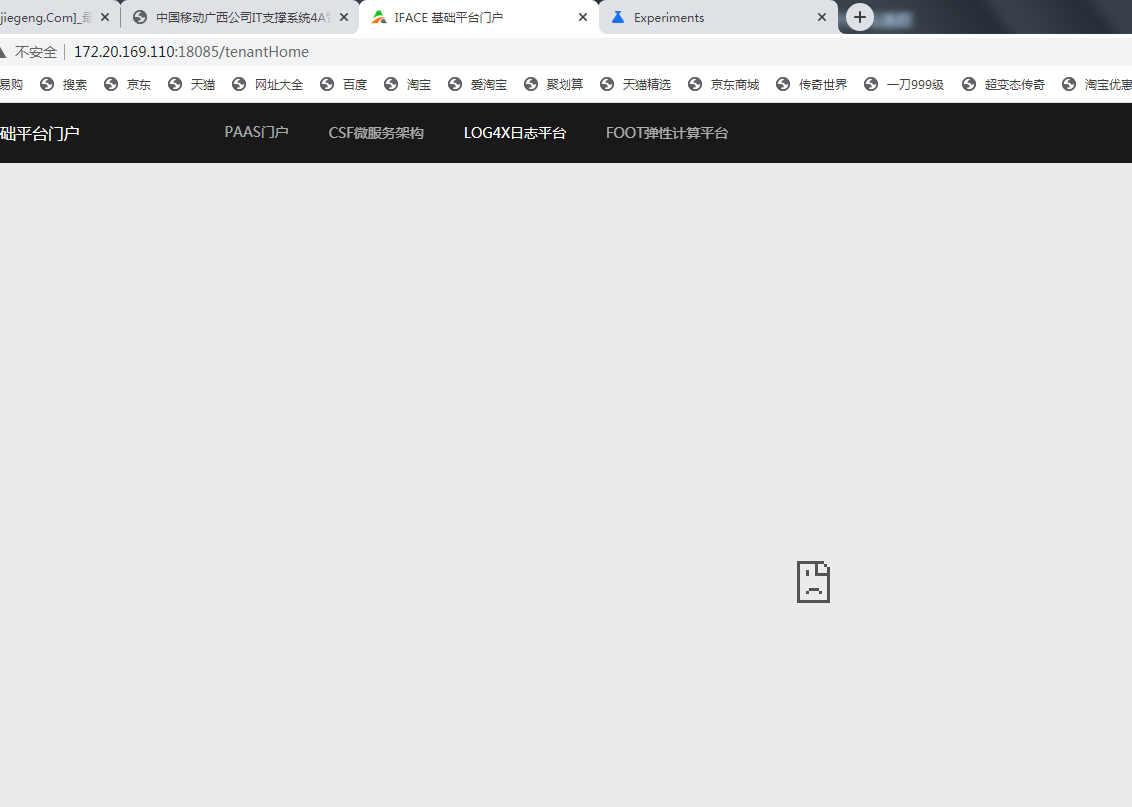 jiegeng.Com]_是 中国移动广西公司IT支撑系统4A管 IFACE 基础平台门户 Experiments
不安全 172.20.169.110:18085/tenantHome
易购 搜索 京东 天猫 网址大全 百度 淘宝 爱淘宝 聚划算 天猫精选 京东商城 传奇世界 一刀999级 超变态传奇 淘宝优惠
础平台门户 PAAS门户 CSF微服务架构 LOG4X日志平台 FOOT弹性计算平台